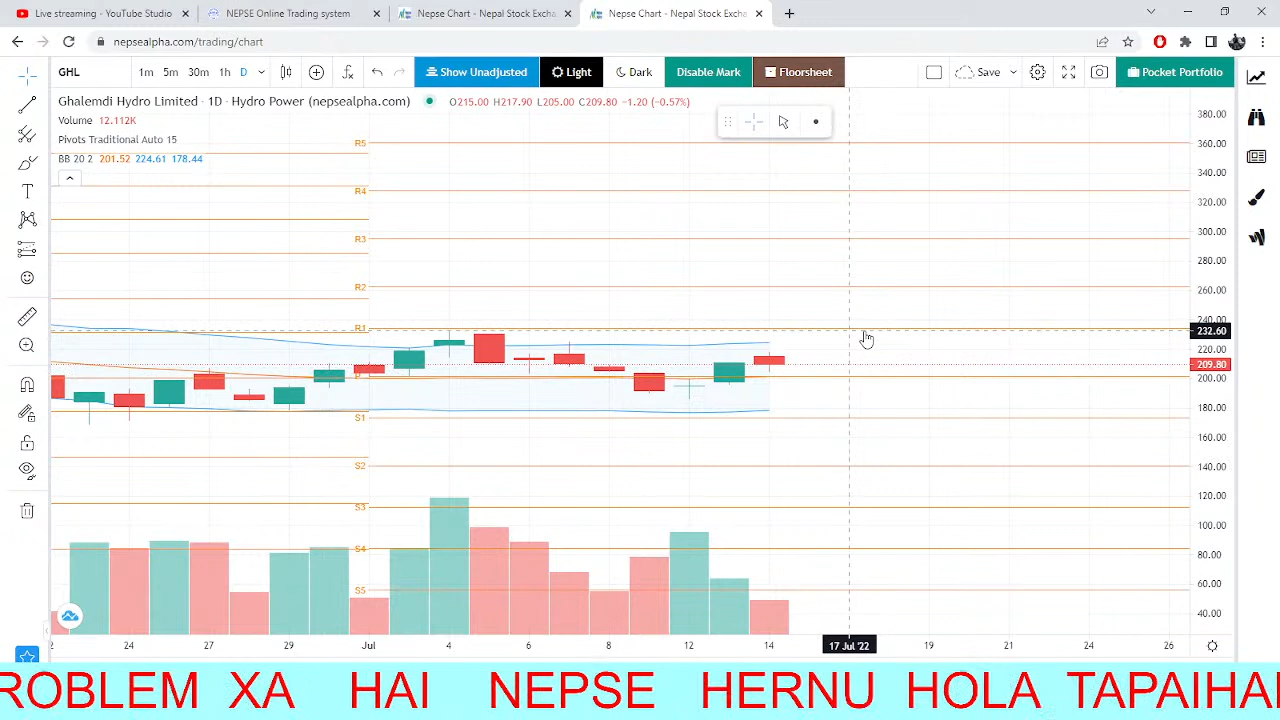 Live streaming - YouTube Studio
NEPSE Online Trading system
Nepse Chart - Nepal Stock Excha
Nepse Chart - Nepal Stock Excha
nepsealpha.com/trading/chart
GHL 1m 5m 30m 1h D Show Unadjusted Light Dark Disable Mark Floorsheet Save Pocket Portfolio
Ghalemdi Hydro Limited · 1D · Hydro Power (nepsealpha.com) O215.00 H217.90 L205.00 C209.80 −1.20 (−0.57%)
Volume 12.112K
Pivots Traditional Auto 15
BB 20 2 201.52 224.61 178.44
R5
R4
R3
R2
R1
P
S1
S2
S3
S4
S5
380.00
360.00
340.00
320.00
300.00
280.00
260.00
240.00
232.60
220.00
209.80
200.00
180.00
160.00
140.00
120.00
100.00
80.00
60.00
40.00
2 24 27 29 Jul 4 6 8 12 14 17 Jul '22 19 21 24 26
ROBLEM XA HAI NEPSE HERNU HOLA TAPAIHA